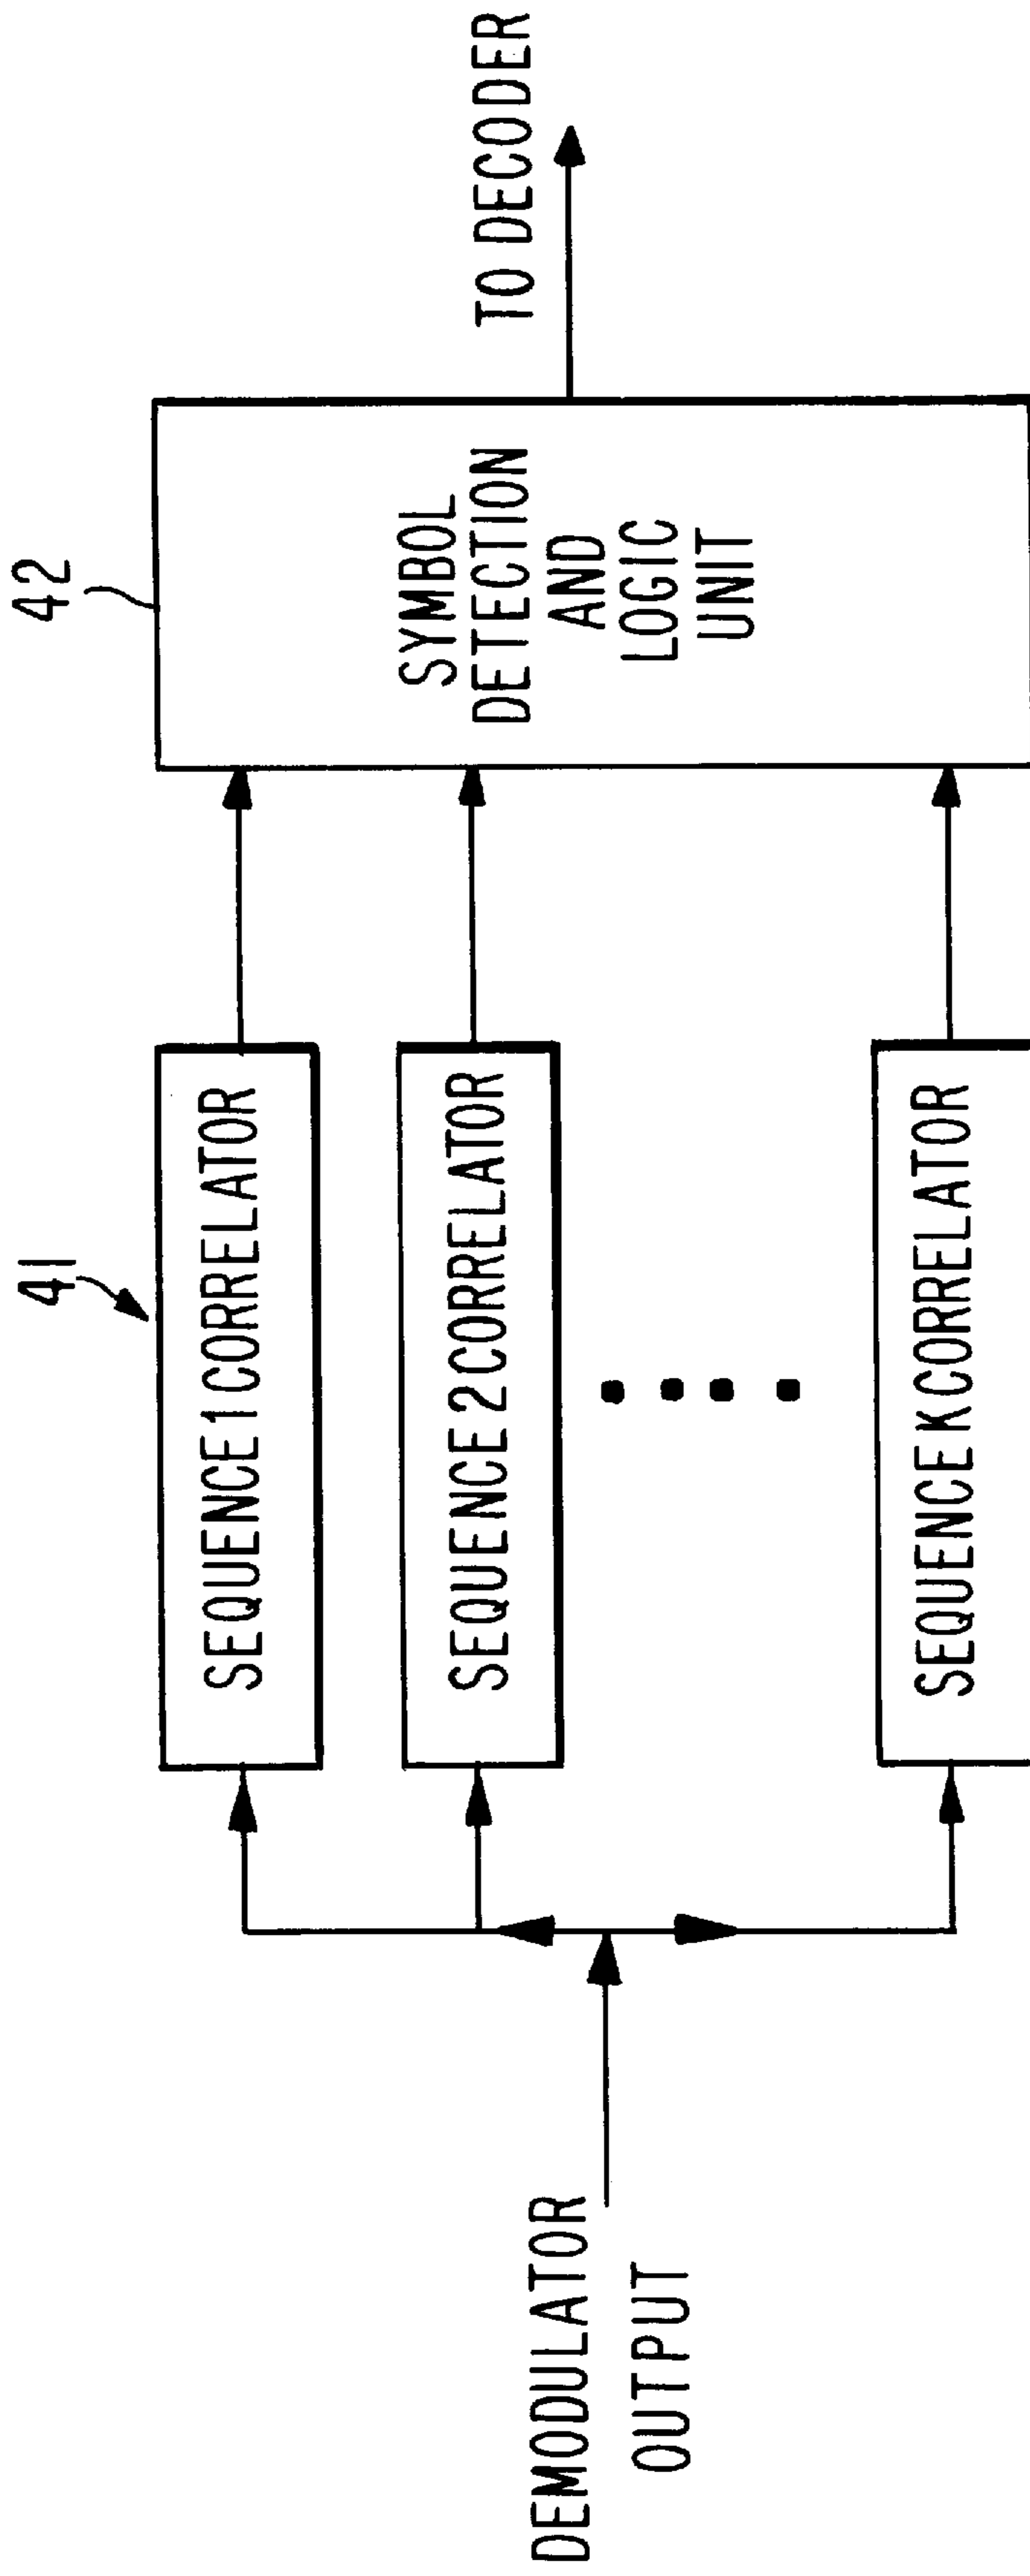 41
42
SEQUENCE 1 CORRELATOR
SEQUENCE 2 CORRELATOR
SEQUENCE K CORRELATOR
SYMBOL
DETECTION
AND
LOGIC
UNIT
DEMODULATOR
OUTPUT
TO DECODER